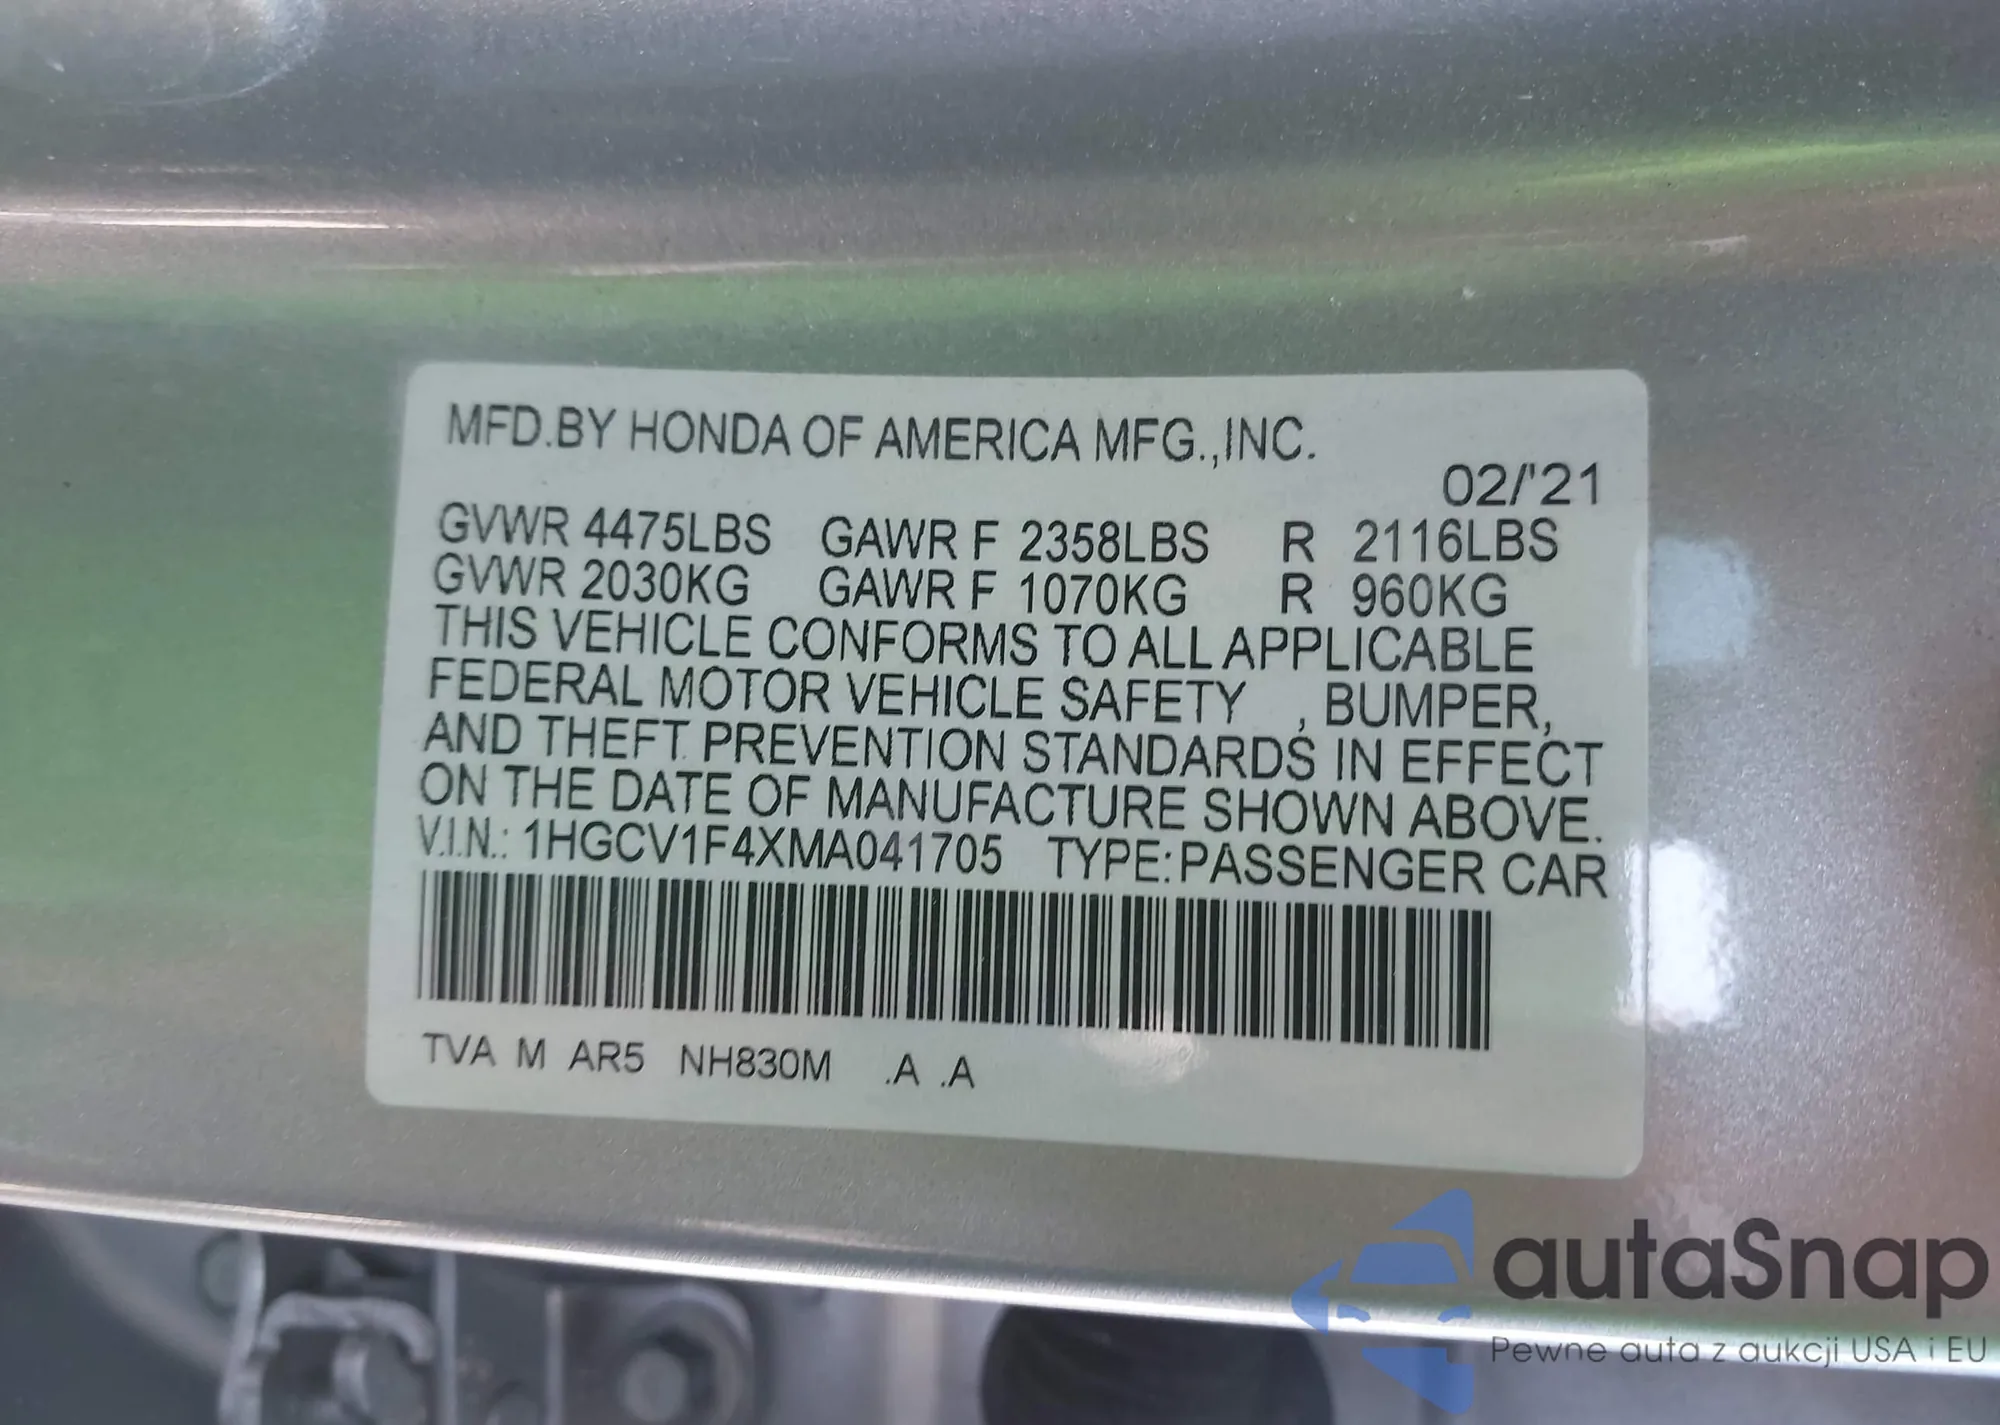 MFD.BY HONDA OF AMERICA MFG.,INC.
02/'21
GVWR 4475LBS GAWR F 2358LBS R 2116LBS
GVWR 2030KG GAWR F 1070KG R 960KG
THIS VEHICLE CONFORMS TO ALL APPLICABLE
FEDERAL MOTOR VEHICLE SAFETY , BUMPER,
AND THEFT PREVENTION STANDARDS IN EFFECT
ON THE DATE OF MANUFACTURE SHOWN ABOVE.
V.I.N.: 1HGCV1F4XMA041705 TYPE:PASSENGER CAR
TVA M AR5 NH830M .A .A
autaSnap
Pewne auta z aukcji USA i EU